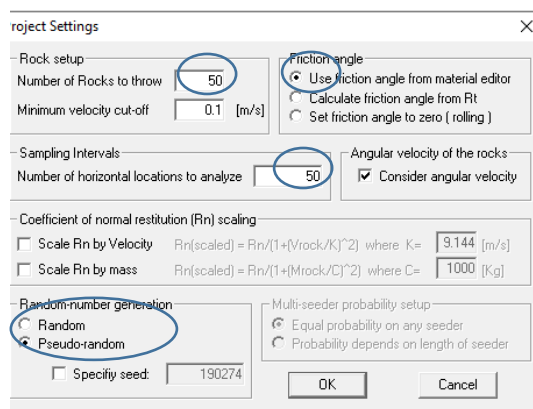 roject Settings
Rock setup
Number of Rocks to throw 50
Minimum velocity cut-off 0.1 [m/s]
Friction angle
Use friction angle from material editor
Calculate friction angle from Rt
Set friction angle to zero ( rolling )
Sampling Intervals
Number of horizontal locations to analyze 50
Angular velocity of the rocks
Consider angular velocity
Coefficient of normal restitution (Rn) scaling
Scale Rn by Velocity Rn(scaled) = Rn/(1+(Vrock/K)^2) where K= 9.144 [m/s]
Scale Rn by mass Rn(scaled) = Rn/(1+(Mrock/C)^2) where C= 1000 [Kg]
Random-number generation
Random
Pseudo-random
Specifiy seed: 190274
Multi-seeder probability setup
Equal probability on any seeder
Probability depends on length of seeder
OK Cancel